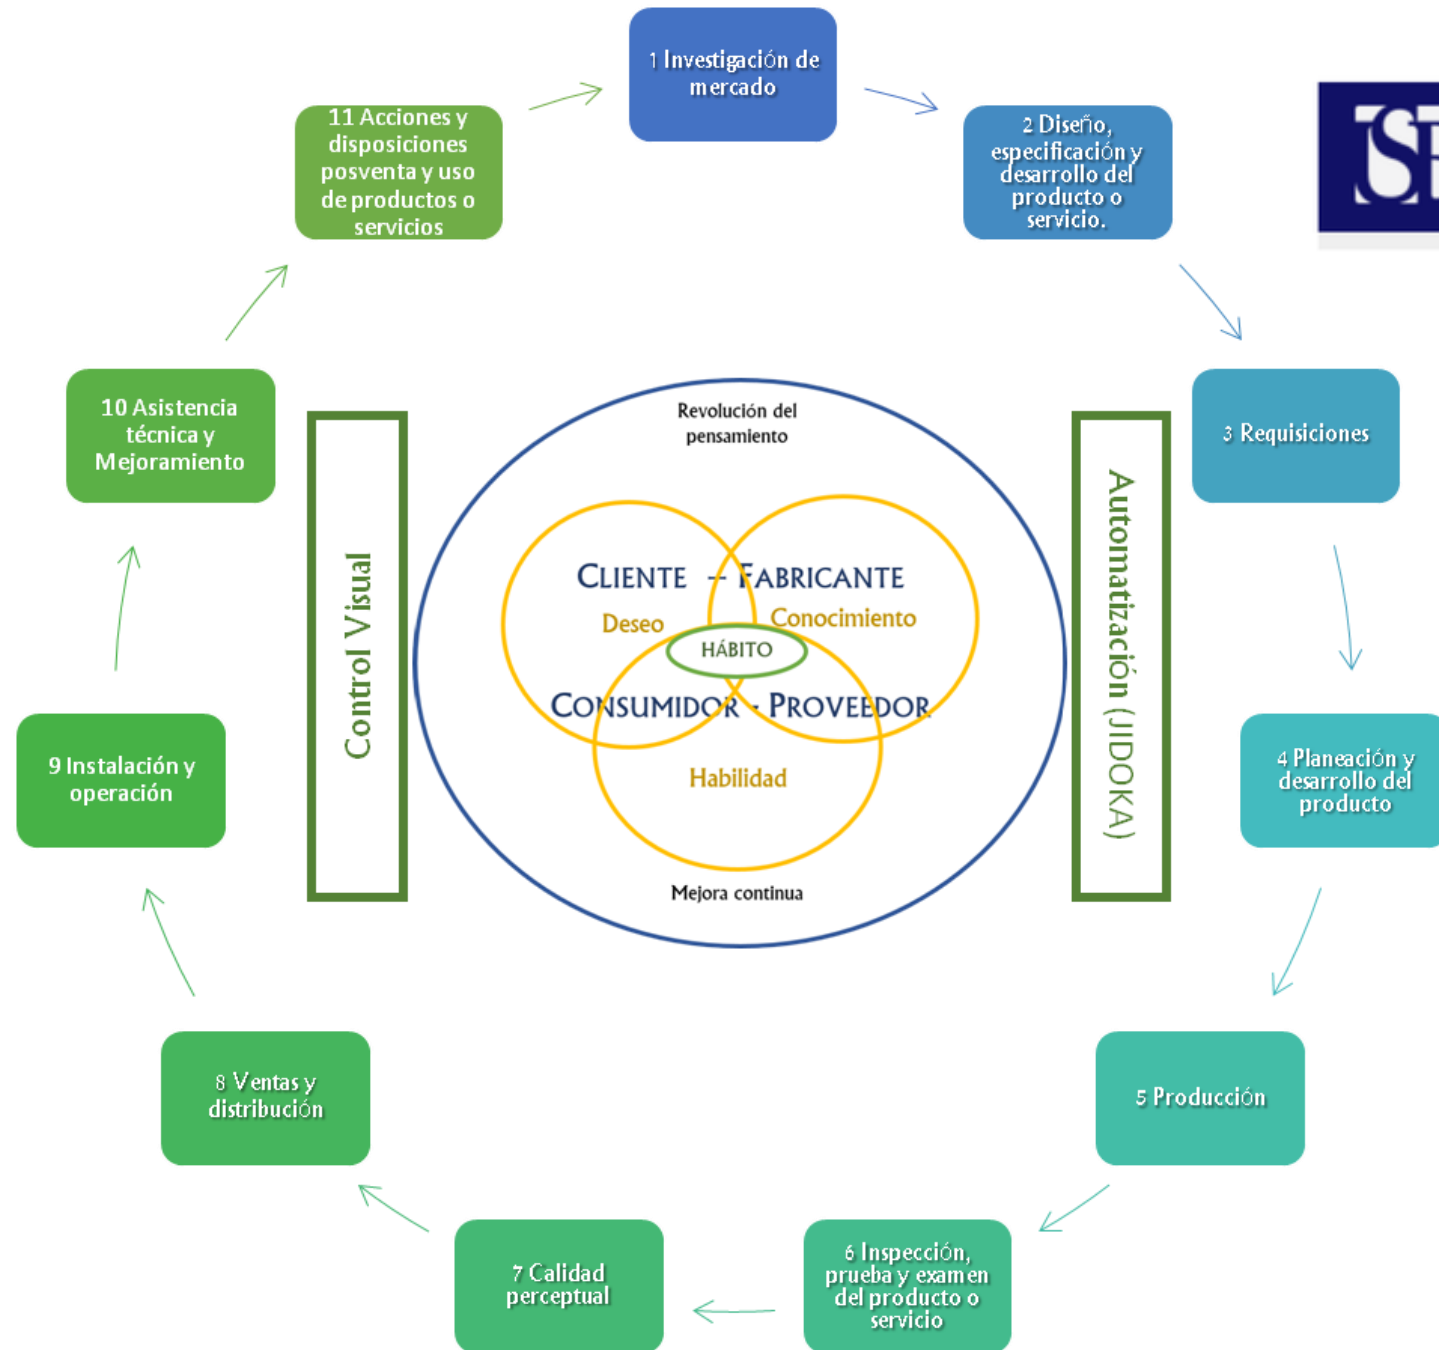 1 Investigación de
mercado
2 Diseño,
especificación y
desarrollo del
producto o
servicio.
3 Requisiciones
4 Planeación y
desarrollo del
producto
5 Producción
6 Inspección,
prueba y examen
del producto o
servicio
7 Calidad
perceptual
8 Ventas y
distribución
9 Instalación y
operación
10 Asistencia
técnica y
Mejoramiento
11 Acciones y
disposiciones
posventa y uso
de productos o
servicios
Control Visual
Revolución del
pensamiento
CLIENTE – FABRICANTE
Deseo
Conocimiento
HÁBITO
CONSUMIDOR - PROVEEDOR
Habilidad
Mejora continua
Automatización (JIDOKA)